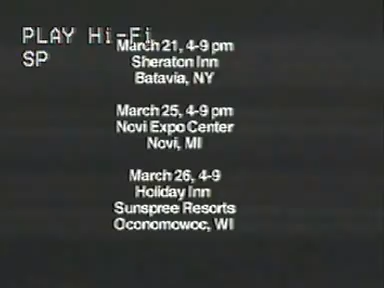 PLAY Hi-Fi
SP
March 21, 4-9 pm
Sheraton Inn
Batavia, NY
March 25, 4-9 pm
Novi Expo Center
Novi, MI
March 26, 4-9
Holiday Inn
Sunspree Resorts
Oconomowoc, WI